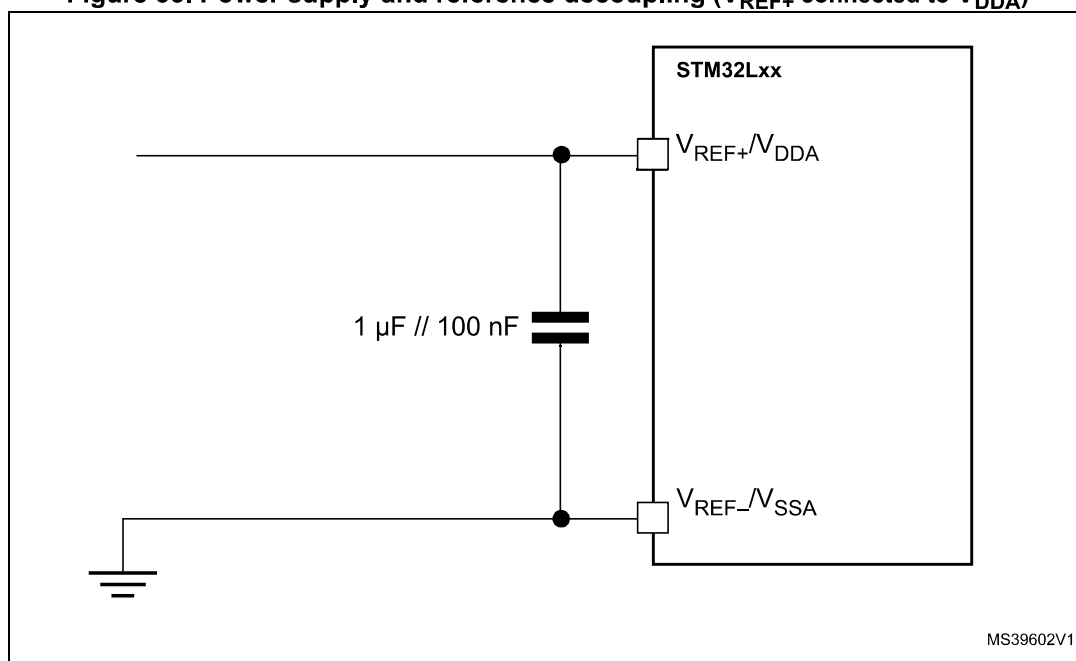 STM32Lxx
VREF+/VDDA
1 µF // 100 nF
VREF–/VSSA
MS39602V1